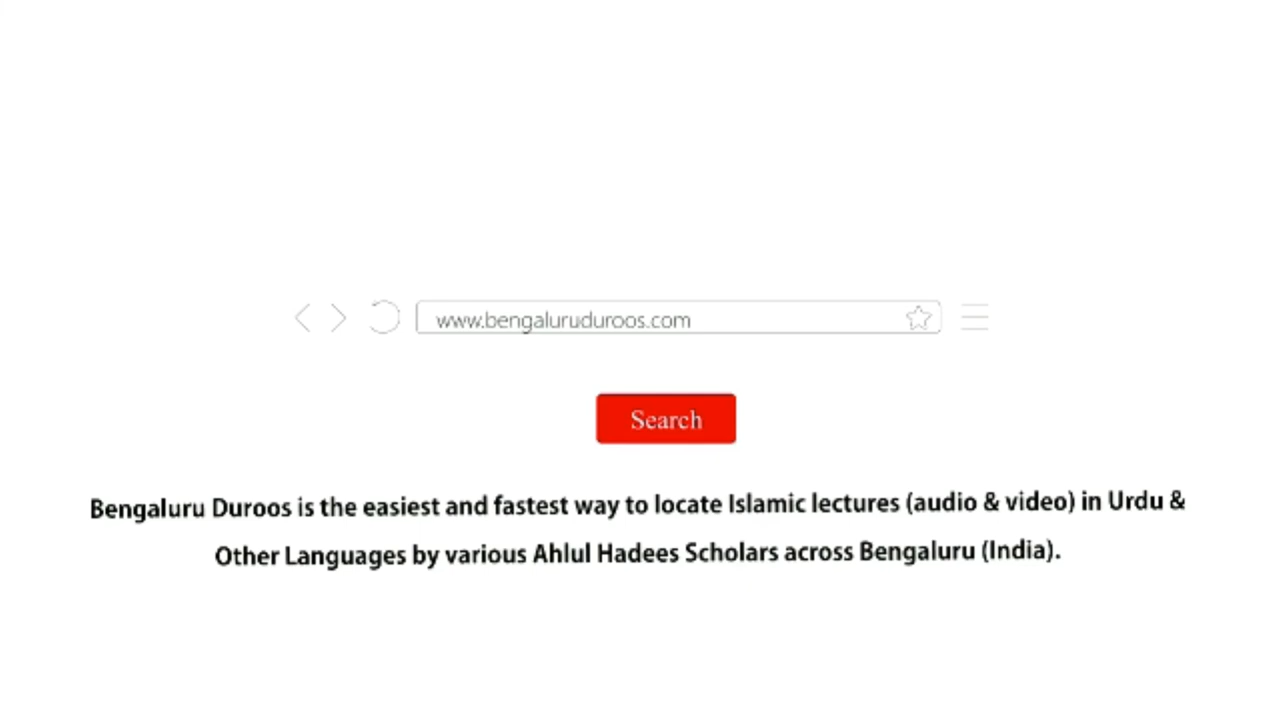 www.bengaluruduroos.com
Search
Bengaluru Duroos is the easiest and fastest way to locate Islamic lectures (audio & video) in Urdu &
Other Languages by various Ahlul Hadees Scholars across Bengaluru (India).